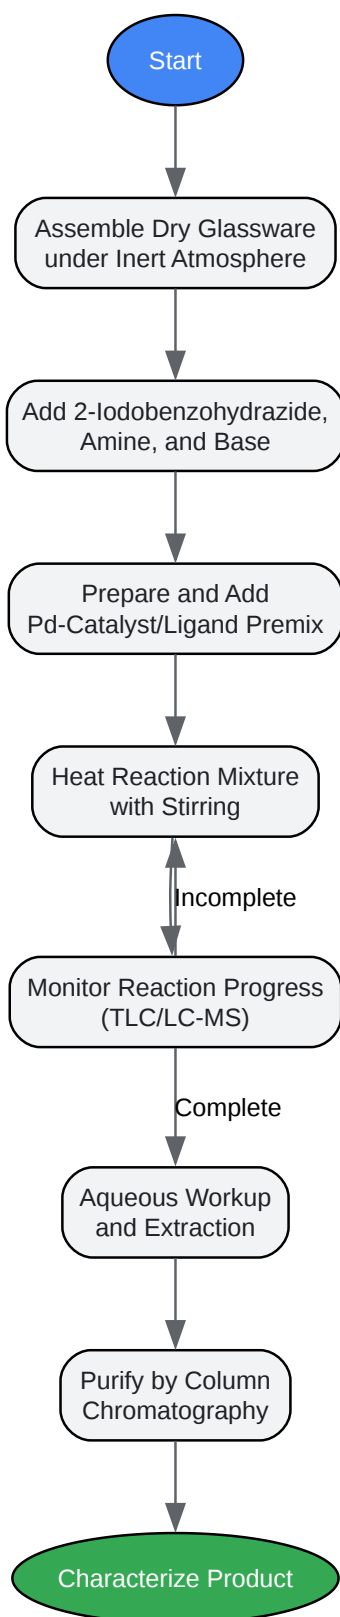 Start
Assemble Dry Glassware
under Inert Atmosphere
Add 2-Iodobenzohydrazide,
Amine, and Base
Prepare and Add
Pd-Catalyst/Ligand Premix
Heat Reaction Mixture
with Stirring
Incomplete
Monitor Reaction Progress
(TLC/LC-MS)
Complete
Aqueous Workup
and Extraction
Purify by Column
Chromatography
Characterize Product